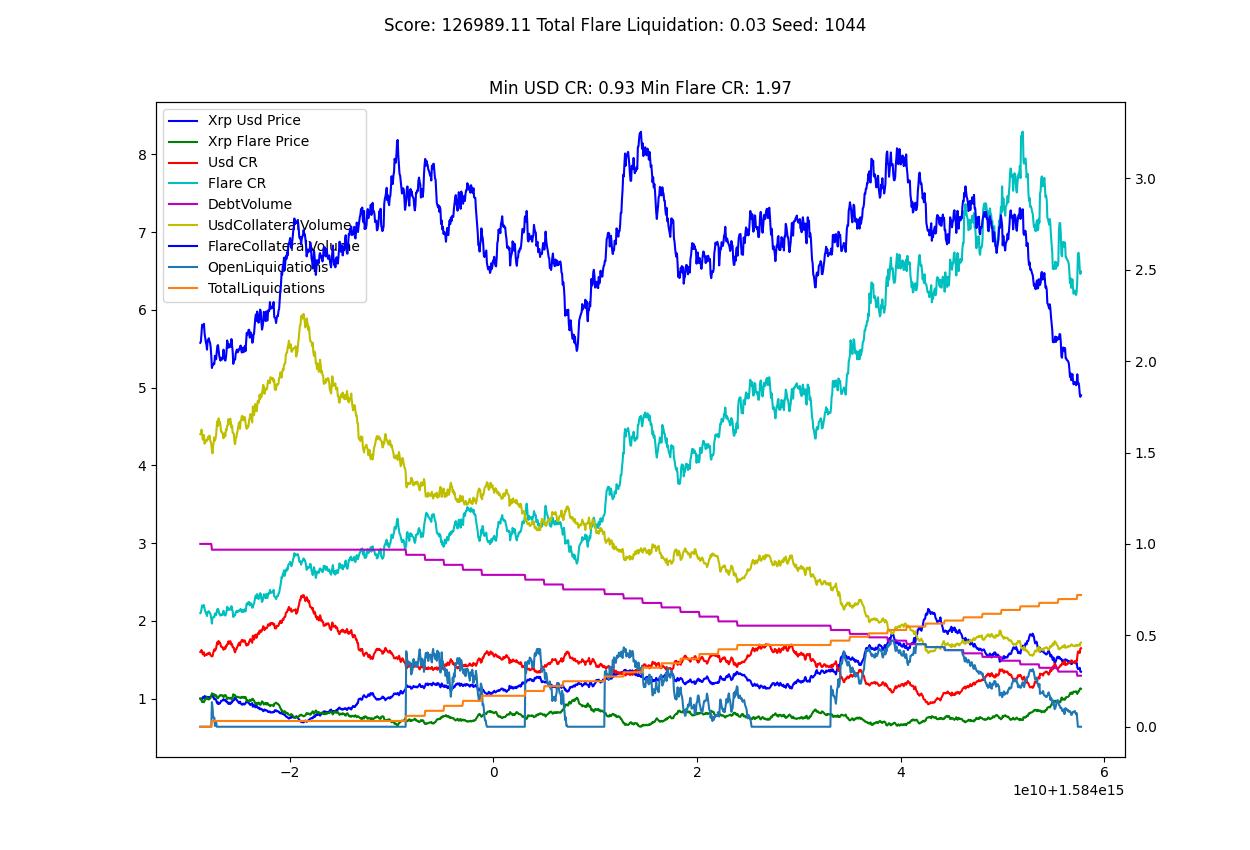 Score: 126989.11 Total Flare Liquidation: 0.03 Seed: 1044
Min USD CR: 0.93 Min Flare CR: 1.97
Xrp Usd Price
Xrp Flare Price
Usd CR
Flare CR
DebtVolume
UsdCollateralVolume
FlareCollateralVolume
OpenLiquidations
TotalLiquidations
8
7
6
5
4
3
2
1
3.0
2.5
2.0
1.5
1.0
0.5
0.0
−2 0 2 4 6
1e10+1.584e15